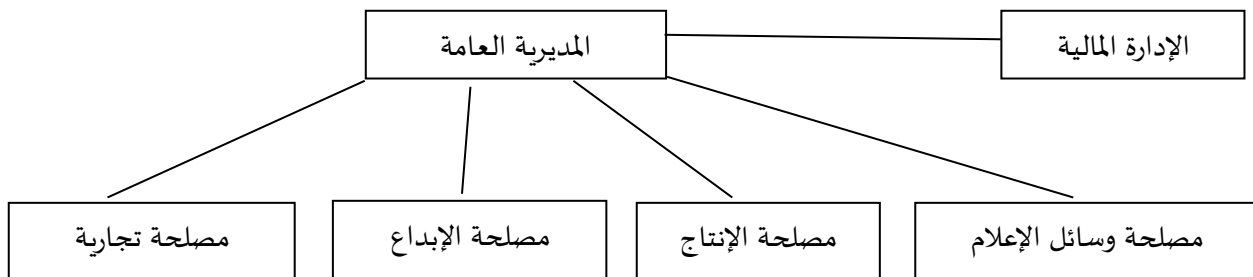 الإدارة المالية
المديرية العامة
مصلحة وسائل الإعلام
مصلحة الإنتاج
مصلحة الإبداع
مصلحة تجارية